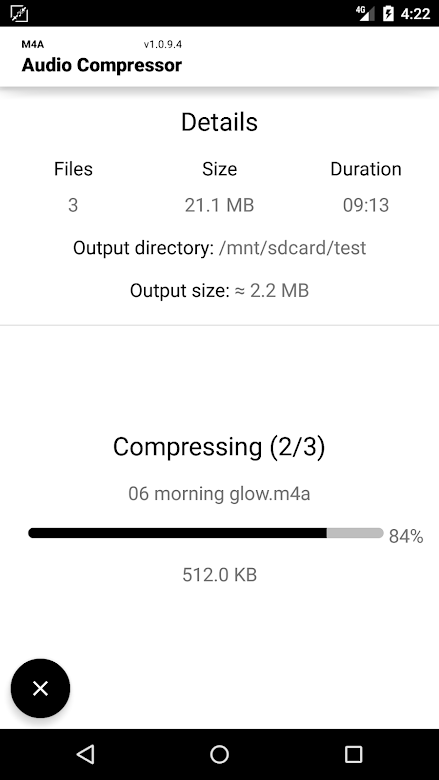 4G 4:22
M4A v1.0.9.4
Audio Compressor
Details
Files Size Duration
3 21.1 MB 09:13
Output directory: /mnt/sdcard/test
Output size: ≈ 2.2 MB
Compressing (2/3)
06 morning glow.m4a
84%
512.0 KB